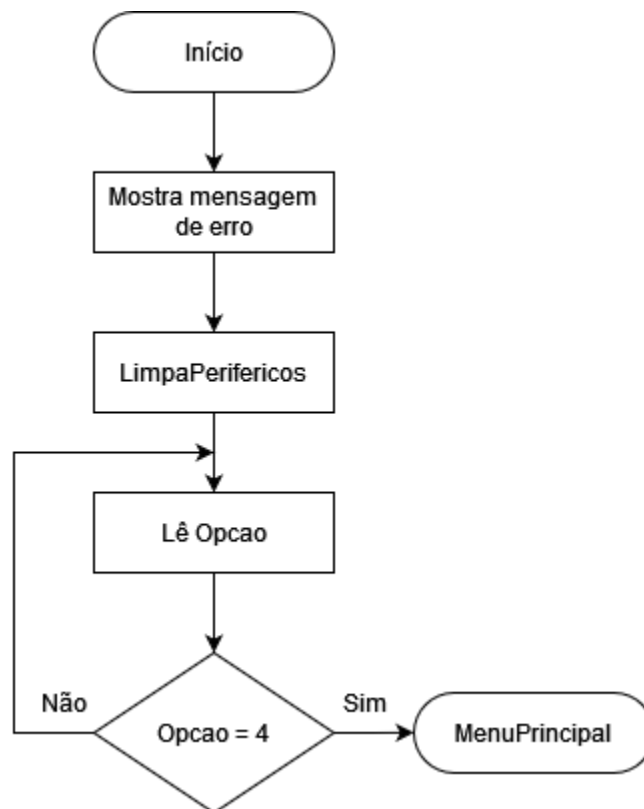 Início
Mostra mensagem
de erro
LimpaPerifericos
Lê Opcao
Não
Opcao = 4
Sim
MenuPrincipal